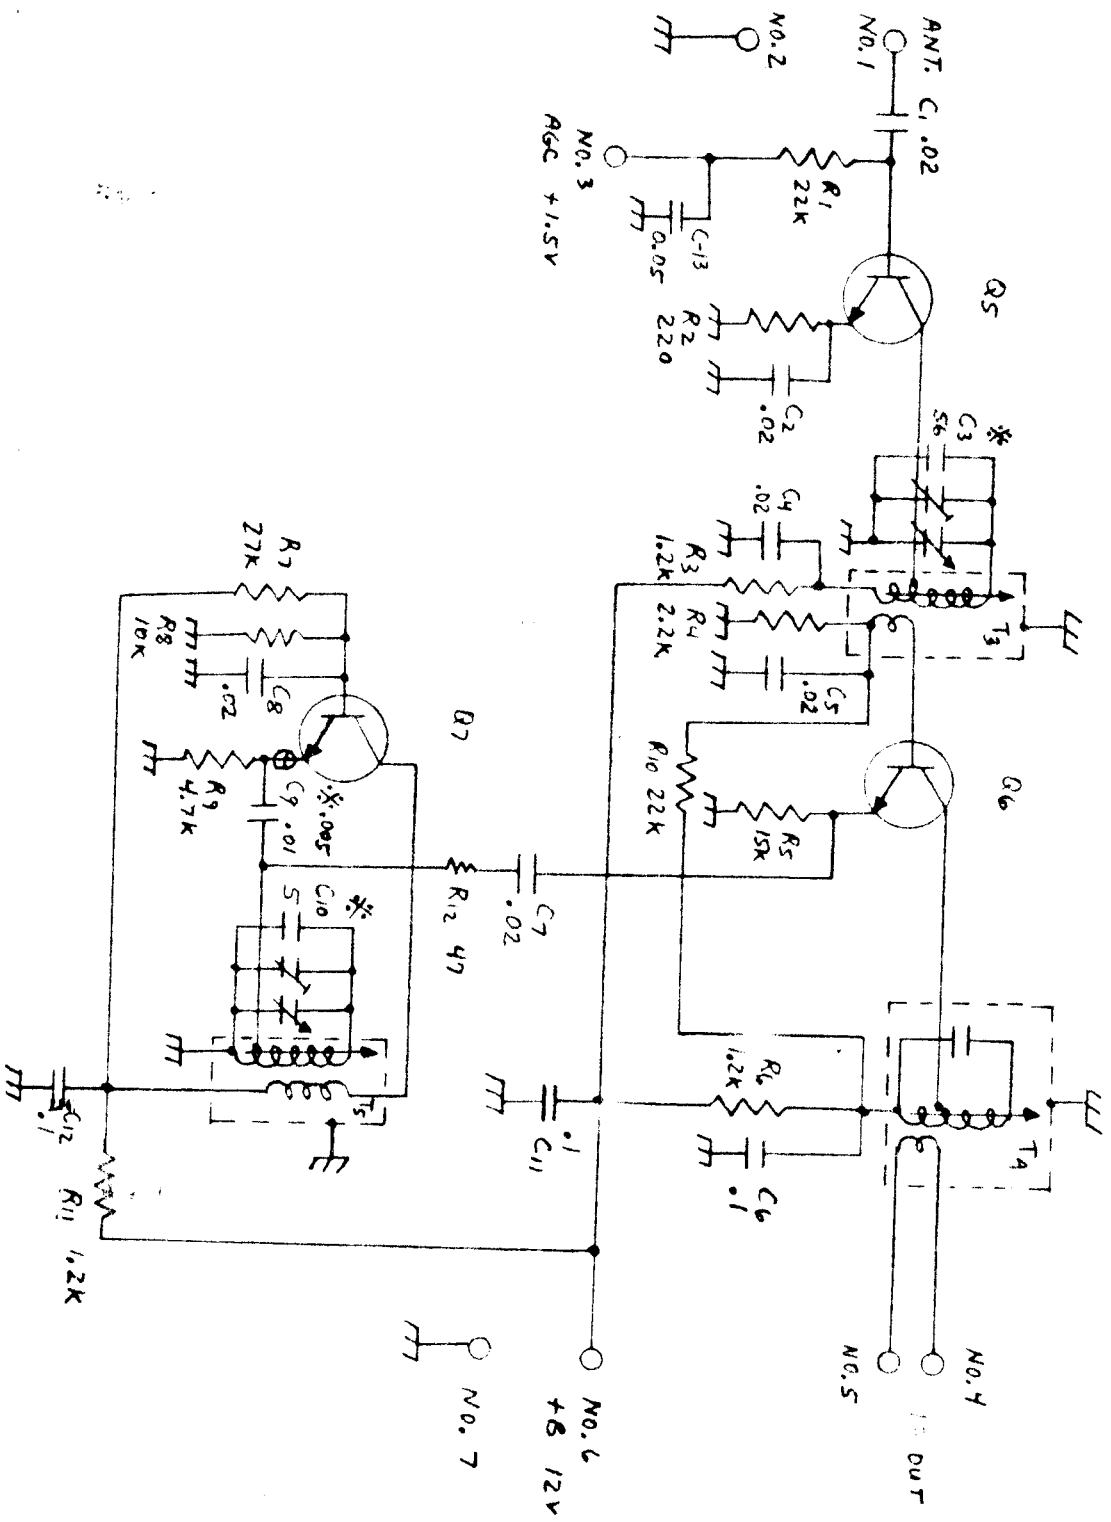 ANT.
NO.1
C1 .02
NO.2
NO.3
AGC +1.5V
R1
22K
C-13
0.05
Q5
R2
220
C2
.02
※
C3
56
C4
.02
R3
1.2K
R4
2.2K
C5
.02
T3
Q6
R10 22K
R5
15K
C7
.02
R12 47
R7
27K
R8
10K
C8
.02
Q7
R9
4.7K
※.005
C9 .01
※
C10
5
T5
C12
.1
R11 1.2K
.1
C11
R6
1.2K
C6
.1
T4
NO.4
NO.5
OUT
NO.6
+B 12V
NO.7